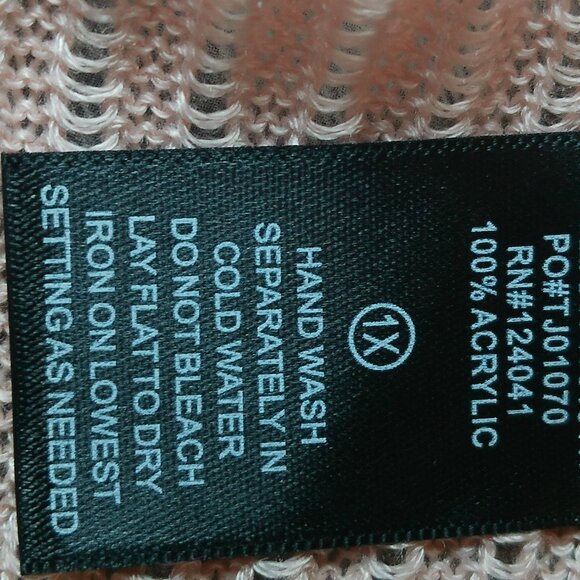 PO#TJ01070
RN#124041
100% ACRYLIC
1X
HAND WASH
SEPARATELY IN
COLD WATER
DO NOT BLEACH
LAY FLAT TO DRY
IRON ON LOWEST
SETTING AS NEEDED